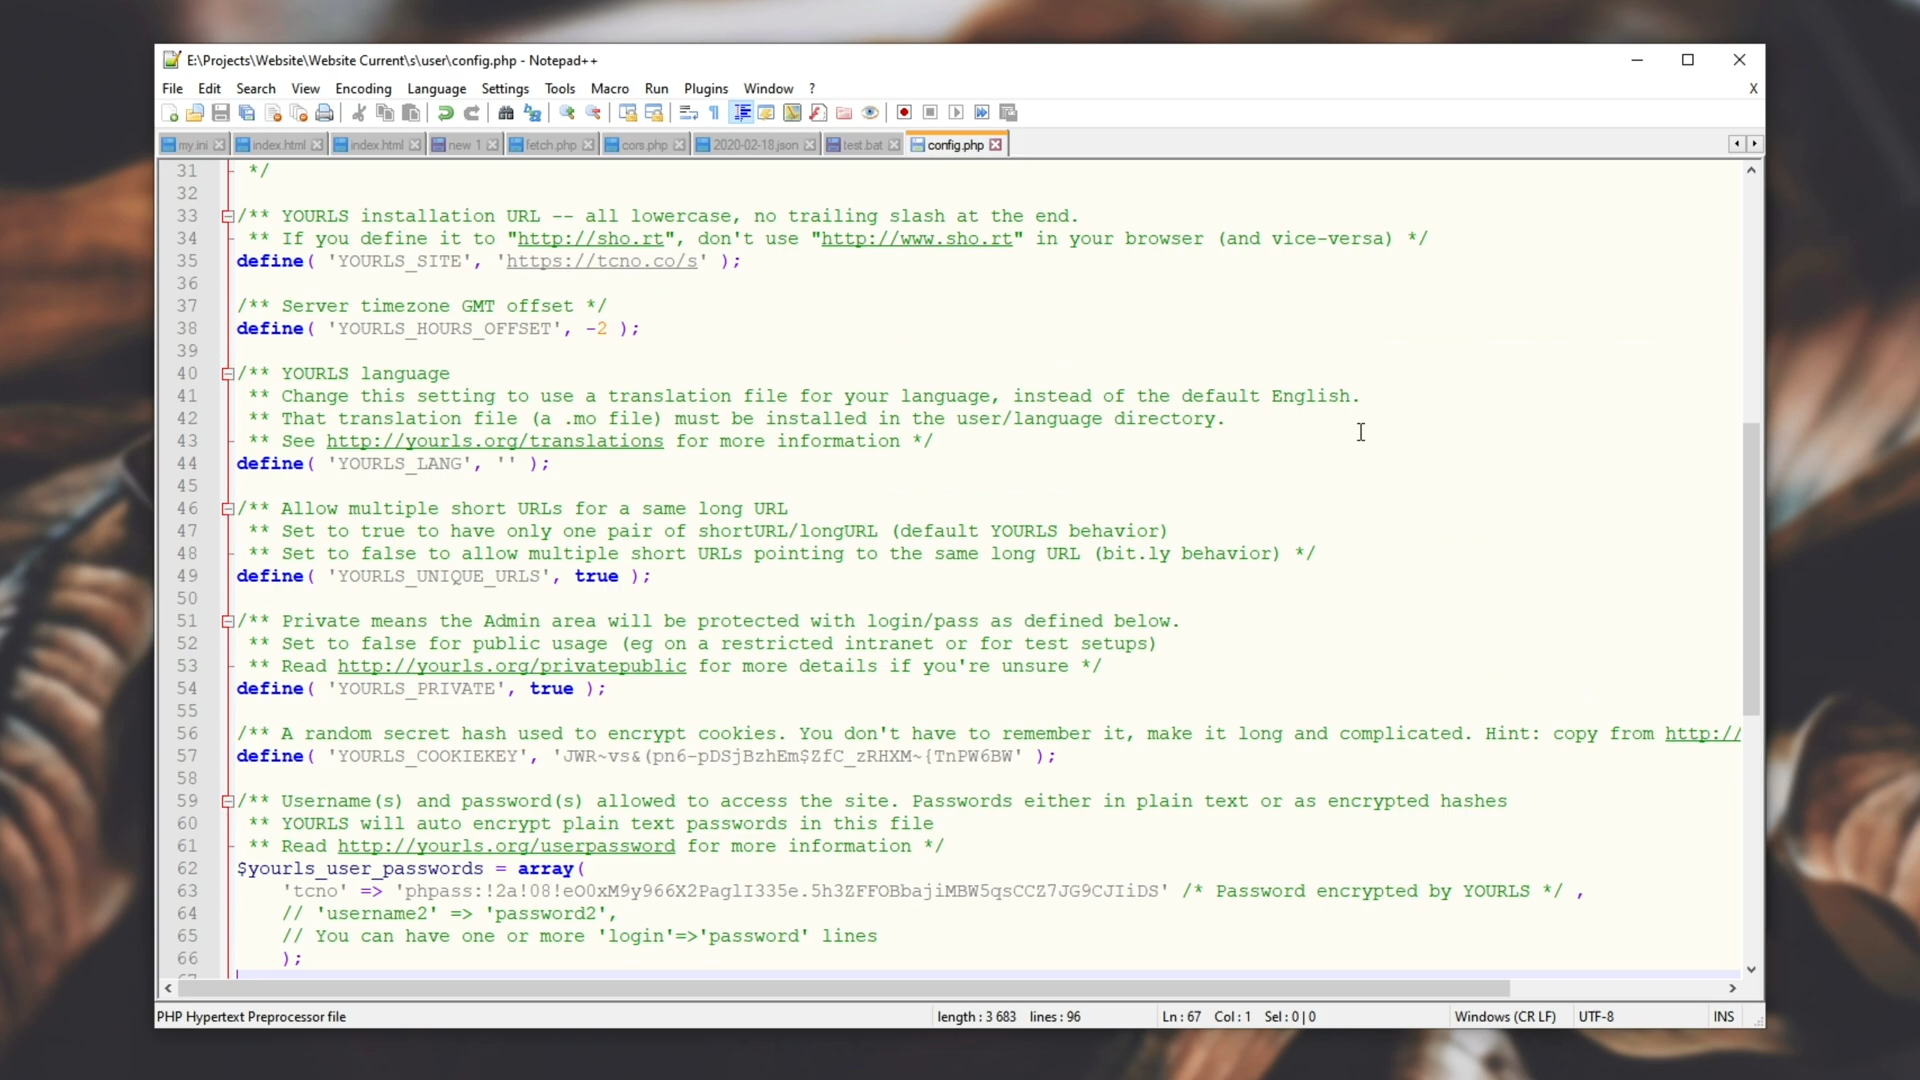 E:\Projects\Website\Website Current\s\user\config.php - Notepad++
File Edit Search View Encoding Language Settings Tools Macro Run Plugins Window ? X
my.ini index.html index.html new 1 fetch.php cors.php 2020-02-18.json test.bat config.php
31 */
32
33 /** YOURLS installation URL -- all lowercase, no trailing slash at the end.
34 ** If you define it to "http://sho.rt", don't use "http://www.sho.rt" in your browser (and vice-versa) */
35 define( 'YOURLS_SITE', 'https://tcno.co/s' );
36
37 /** Server timezone GMT offset */
38 define( 'YOURLS_HOURS_OFFSET', -2 );
39
40 /** YOURLS language
41 ** Change this setting to use a translation file for your language, instead of the default English.
42 ** That translation file (a .mo file) must be installed in the user/language directory.
43 ** See http://yourls.org/translations for more information */
44 define( 'YOURLS_LANG', '' );
45
46 /** Allow multiple short URLs for a same long URL
47 ** Set to true to have only one pair of shortURL/longURL (default YOURLS behavior)
48 ** Set to false to allow multiple short URLs pointing to the same long URL (bit.ly behavior) */
49 define( 'YOURLS_UNIQUE_URLS', true );
50
51 /** Private means the Admin area will be protected with login/pass as defined below.
52 ** Set to false for public usage (eg on a restricted intranet or for test setups)
53 ** Read http://yourls.org/privatepublic for more details if you're unsure */
54 define( 'YOURLS_PRIVATE', true );
55
56 /** A random secret hash used to encrypt cookies. You don't have to remember it, make it long and complicated. Hint: copy from http://
57 define( 'YOURLS_COOKIEKEY', 'JWR~vs&(pn6-pDSjBzhEm$ZfC_zRHXM~{TnPW6BW' );
58
59 /** Username(s) and password(s) allowed to access the site. Passwords either in plain text or as encrypted hashes
60 ** YOURLS will auto encrypt plain text passwords in this file
61 ** Read http://yourls.org/userpassword for more information */
62 $yourls_user_passwords = array(
63 'tcno' => 'phpass:!2a!08!eO0xM9y966X2PaglI335e.5h3ZFFOBbajiMBW5qsCCZ7JG9CJIiDS' /* Password encrypted by YOURLS */ ,
64 // 'username2' => 'password2',
65 // You can have one or more 'login'=>'password' lines
66 );
67
PHP Hypertext Preprocessor file length : 3 683 lines : 96 Ln : 67 Col : 1 Sel : 0 | 0 Windows (CR LF) UTF-8 INS